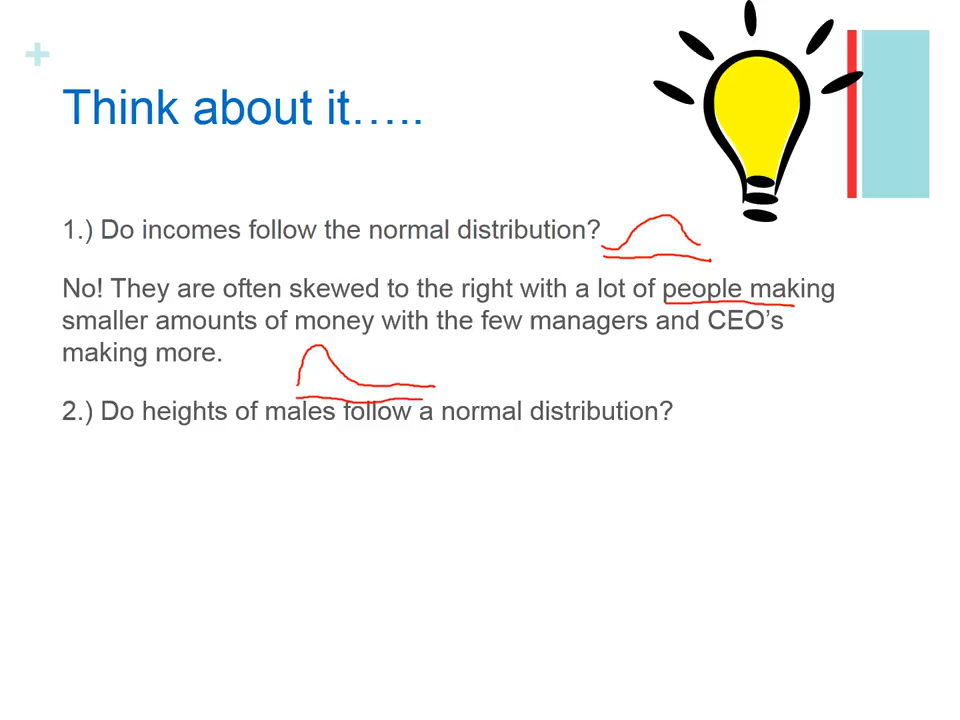 +
Think about it…..
1.) Do incomes follow the normal distribution?
No! They are often skewed to the right with a lot of people making
smaller amounts of money with the few managers and CEO’s
making more.
2.) Do heights of males follow a normal distribution?